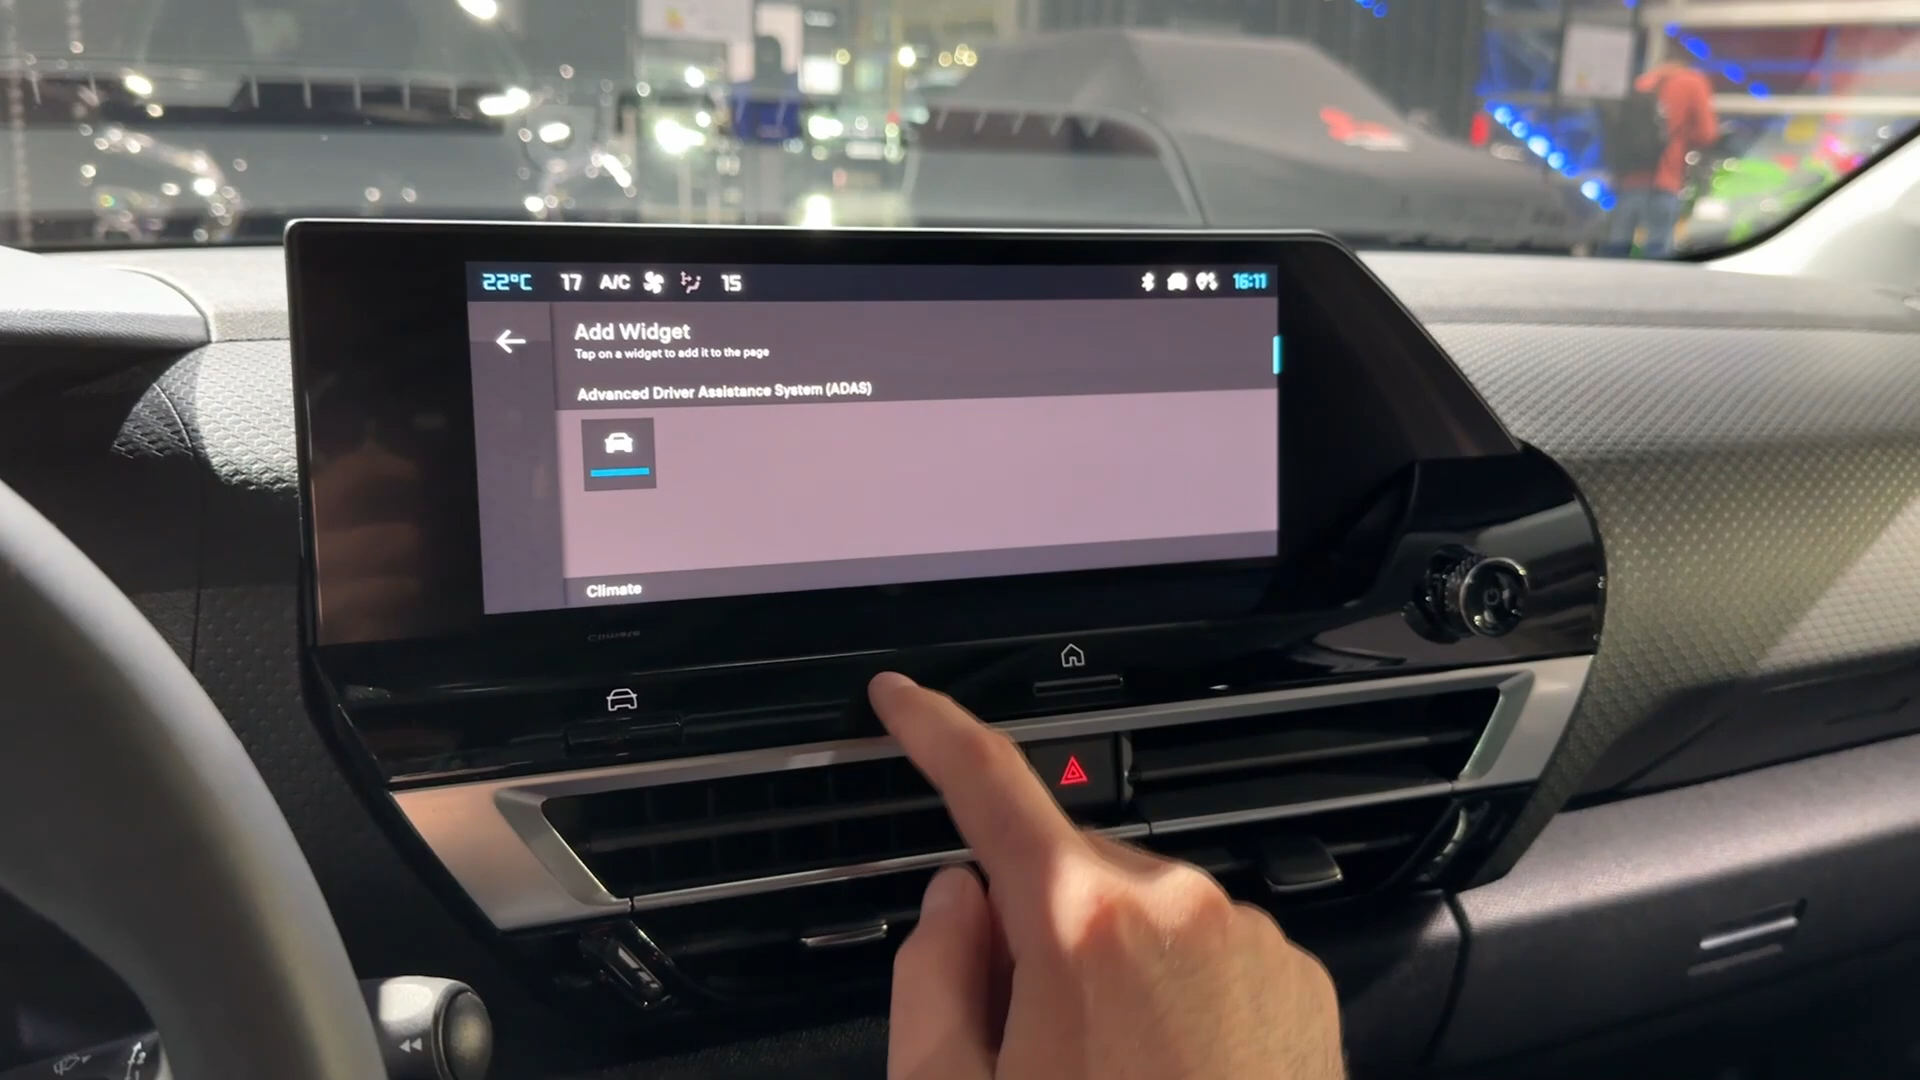 22°C 17 A/C 15 16:11
Add Widget
Tap on a widget to add it to the page
Advanced Driver Assistance System (ADAS)
Climate